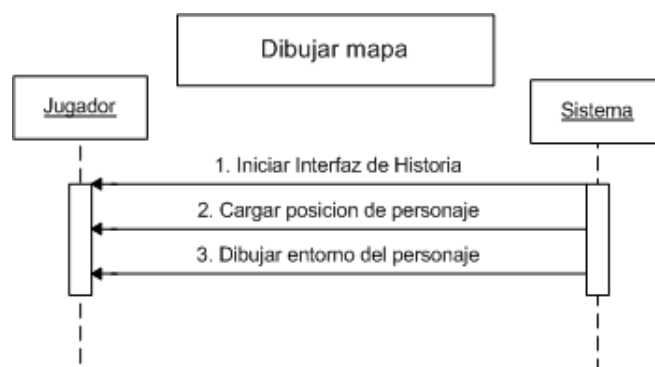 Dibujar mapa
Jugador
Sistema
1. Iniciar Interfaz de Historia
2. Cargar posicion de personaje
3. Dibujar entorno del personaje